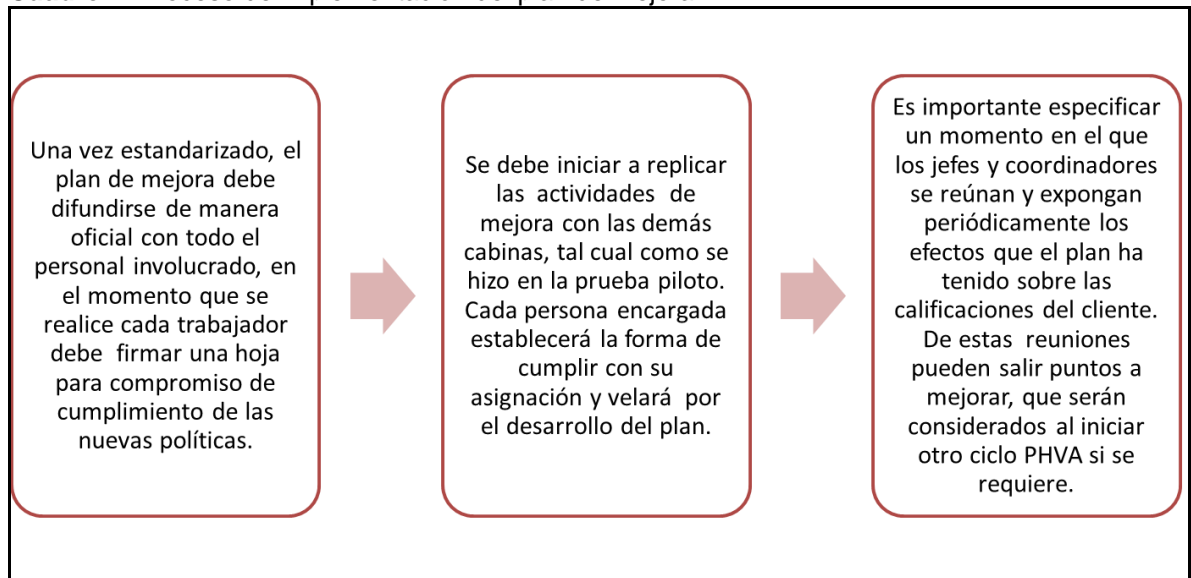 Una vez estandarizado, el
plan de mejora debe
difundirse de manera
oficial con todo el
personal involucrado, en
el momento que se
realice cada trabajador
debe firmar una hoja
para compromiso de
cumplimiento de las
nuevas políticas.
Se debe iniciar a replicar
las actividades de
mejora con las demás
cabinas, tal cual como se
hizo en la prueba piloto.
Cada persona encargada
establecerá la forma de
cumplir con su
asignación y velará por
el desarrollo del plan.
Es importante especificar
un momento en el que
los jefes y coordinadores
se reúnan y expongan
periódicamente los
efectos que el plan ha
tenido sobre las
calificaciones del cliente.
De estas reuniones
pueden salir puntos a
mejorar, que serán
considerados al iniciar
otro ciclo PHVA si se
requiere.